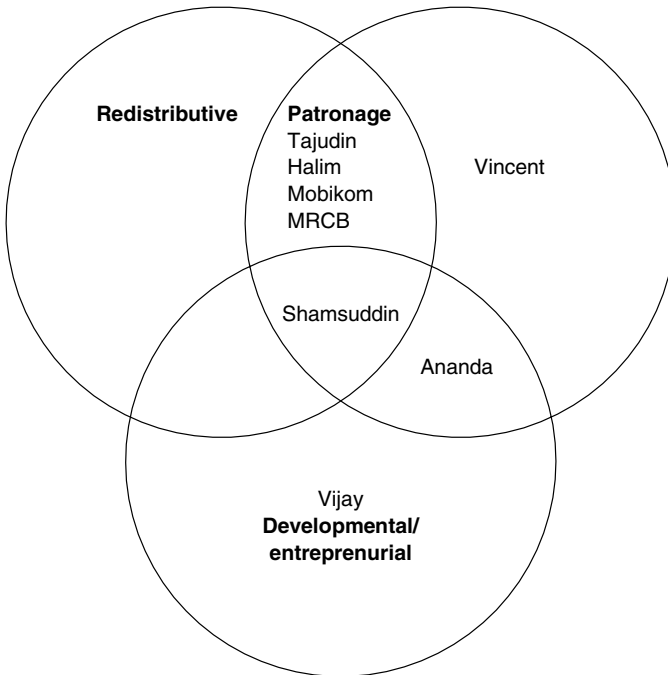 Redistributive
Patronage
Tajudin
Halim
Mobikom
MRCB
Vincent
Shamsuddin
Ananda
Vijay
Developmental/
entreprenurial